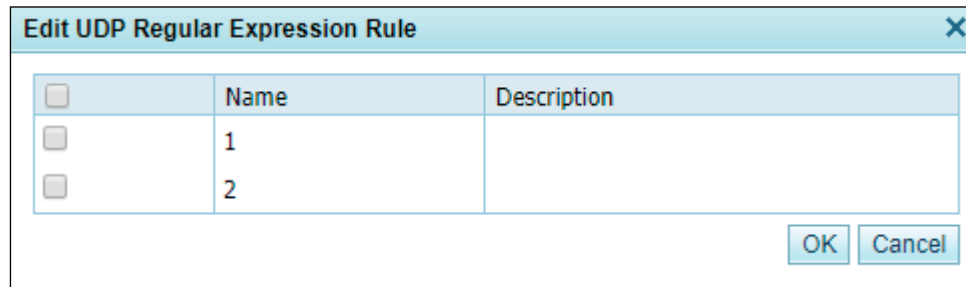 Edit UDP Regular Expression Rule
Name Description
1
2
OK Cancel